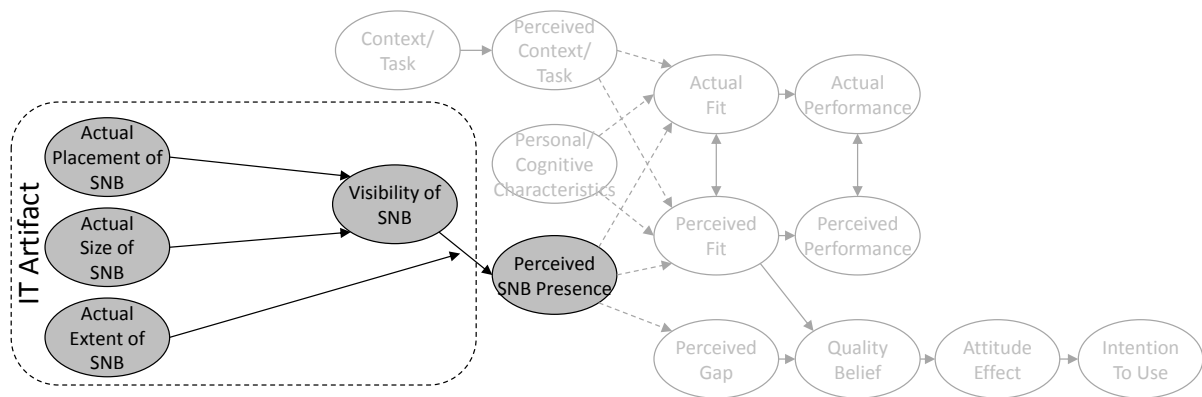 Context/
Task
Perceived
Context/
Task
Actual
Fit
Actual
Performance
Personal/
Cognitive
Characteristics
Perceived
Fit
Perceived
Performance
IT Artifact
Actual
Placement of
SNB
Actual
Size of
SNB
Actual
Extent of
SNB
Visibility of
SNB
Perceived
SNB Presence
Perceived
Gap
Quality
Belief
Attitude
Effect
Intention
To Use